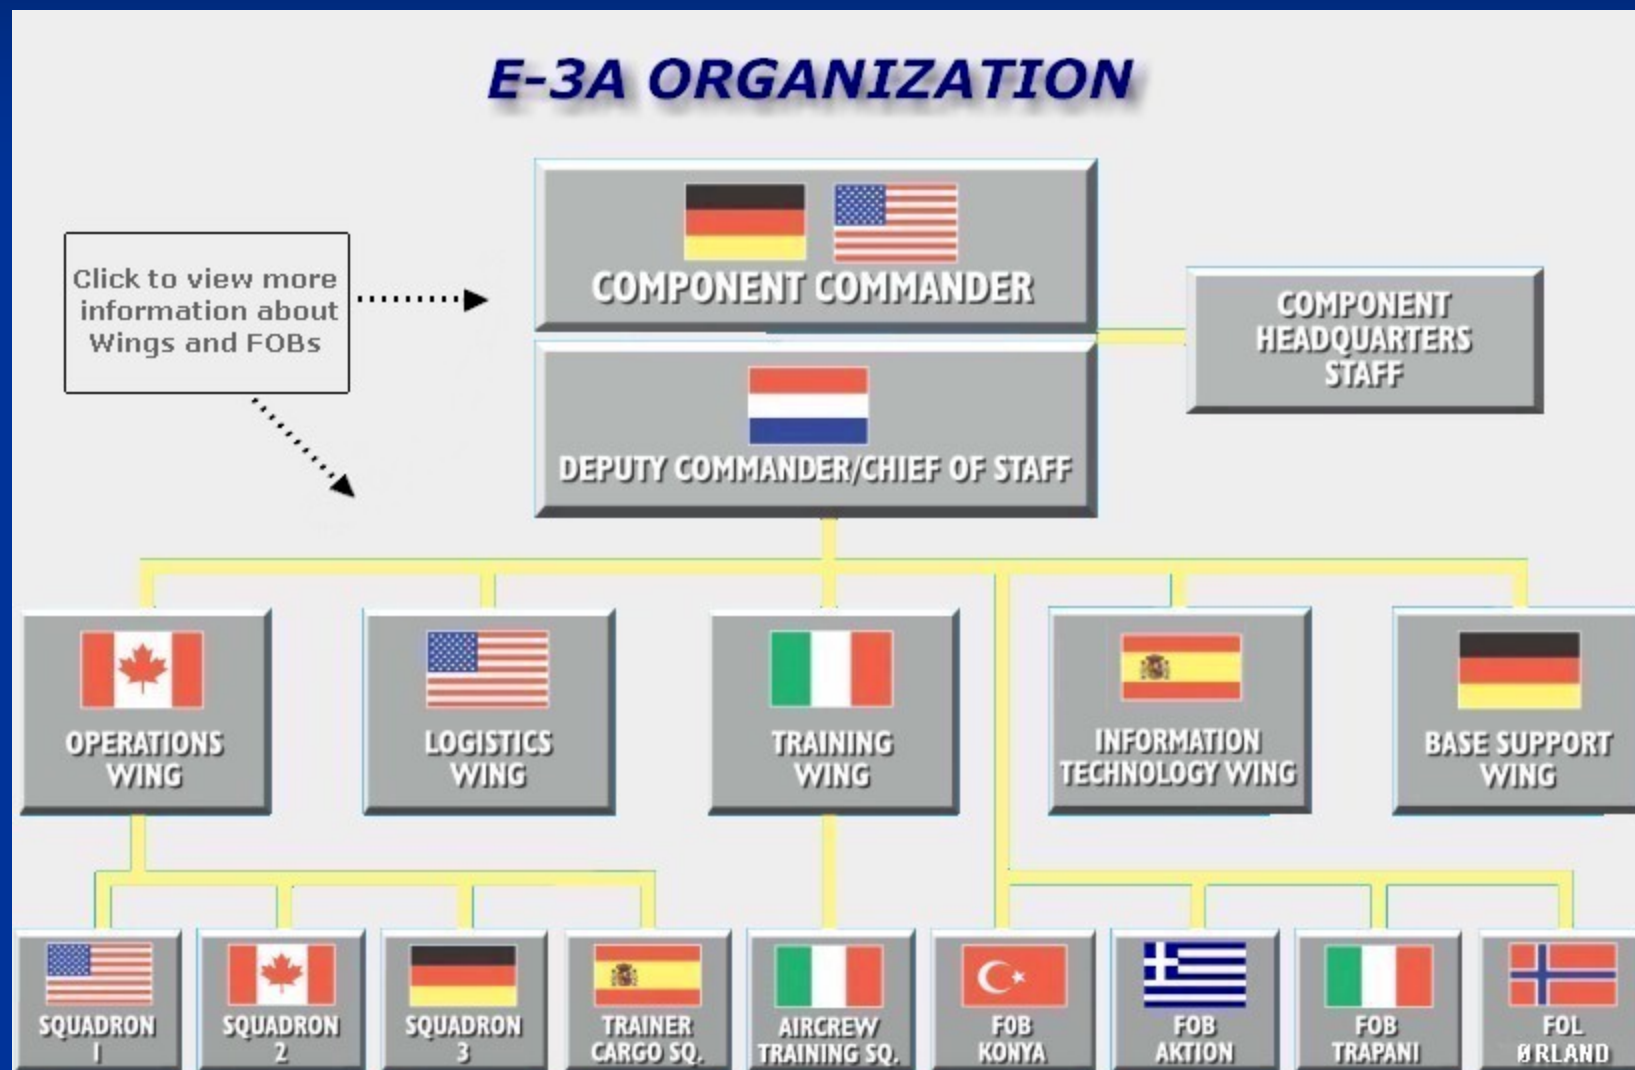 E-3A ORGANIZATION
Click to view more
information about
Wings and FOBs
COMPONENT COMMANDER
COMPONENT
HEADQUARTERS
STAFF
DEPUTY COMMANDER/CHIEF OF STAFF
OPERATIONS
WING
LOGISTICS
WING
TRAINING
WING
INFORMATION
TECHNOLOGY WING
BASE SUPPORT
WING
SQUADRON
1
SQUADRON
2
SQUADRON
3
TRAINER
CARGO SQ.
AIRCREW
TRAINING SQ.
FOB
KONYA
FOB
AKTION
FOB
TRAPANI
FOL
ØRLAND